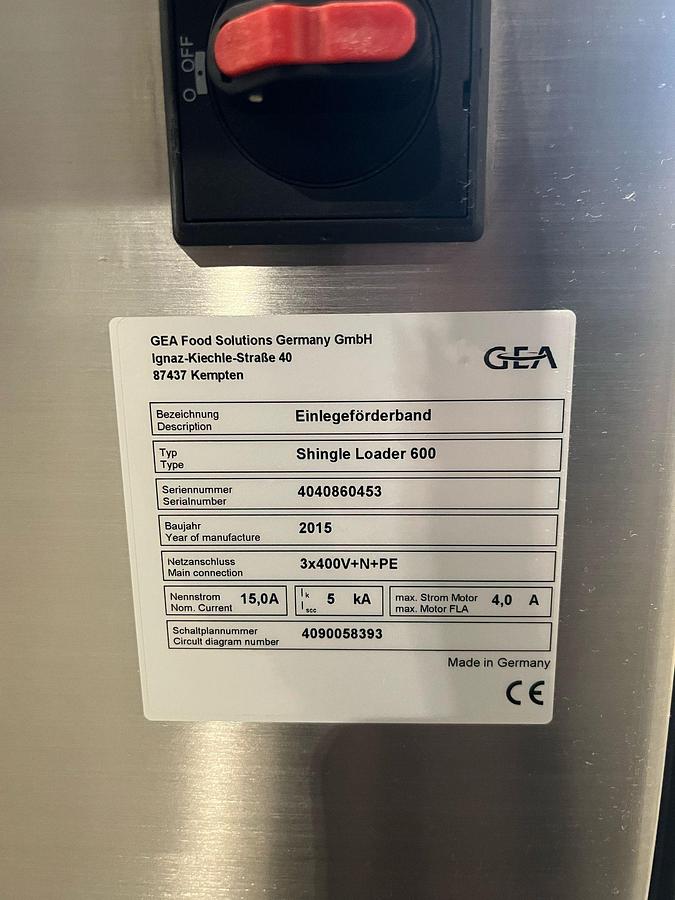 O OFF
GEA Food Solutions Germany GmbH
Ignaz-Kiechle-Straße 40
87437 Kempten
GEA
Bezeichnung
Description
Einlegeförderband
Typ
Type
Shingle Loader 600
Seriennummer
Serialnumber
4040860453
Baujahr
Year of manufacture
2015
Netzanschluss
Main connection
3x400V+N+PE
Nennstrom
Nom. Current
15,0A
Ik
Iscc
5 kA
max. Strom Motor
max. Motor FLA
4,0 A
Schaltplannummer
Circuit diagram number
4090058393
Made in Germany
CE